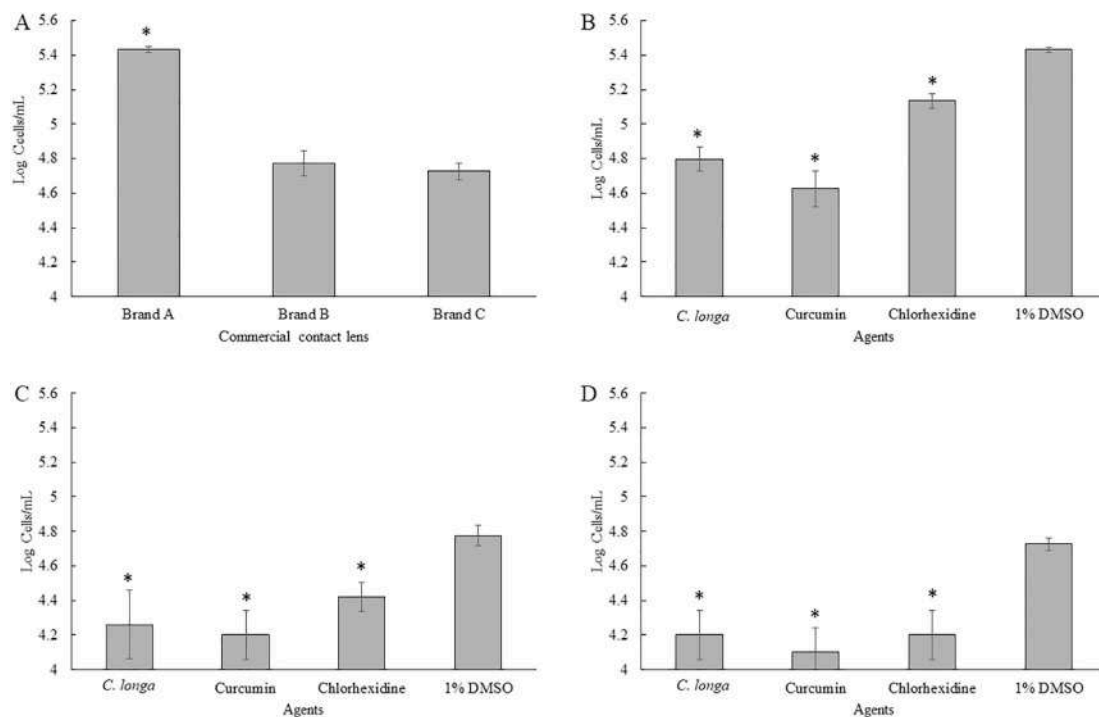 A
5.6
5.4
5.2
5
4.8
4.6
4.4
4.2
4
Log Ccells/mL
*
Brand A Brand B Brand C
Commercial contact lens
B
5.6
5.4
5.2
5
4.8
4.6
4.4
4.2
4
Log Cells/mL
* * *
C. longa Curcumin Chlorhexidine 1% DMSO
Agents
C
5.6
5.4
5.2
5
4.8
4.6
4.4
4.2
4
Log Cells/mL
* * *
C. longa Curcumin Chlorhexidine 1% DMSO
Agents
D
5.6
5.4
5.2
5
4.8
4.6
4.4
4.2
4
Log Cells/mL
* * *
C. longa Curcumin Chlorhexidine 1% DMSO
Agents